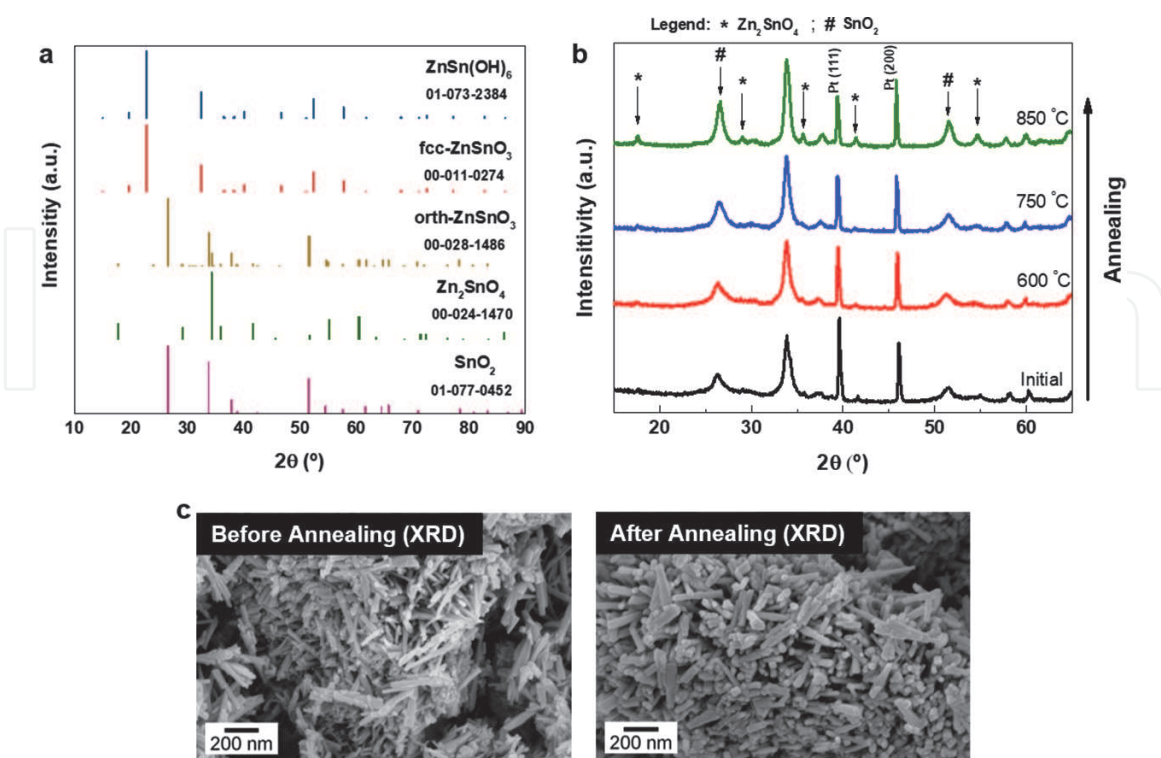 Legend: * Zn₂SnO₄ ; # SnO₂
a
ZnSn(OH)₆
01-073-2384
fcc-ZnSnO₃
00-011-0274
orth-ZnSnO₃
00-028-1486
Zn₂SnO₄
00-024-1470
SnO₂
01-077-0452
Intensitiy (a.u.)
10 20 30 40 50 60 70 80 90
2θ (º)
b
* # * * Pt (111) * Pt (200) # *
850 °C
750 °C
600 °C
Initial
Intensitivity (a.u.)
Annealing
20 30 40 50 60
2θ (º)
c
Before Annealing (XRD)
200 nm
After Annealing (XRD)
200 nm